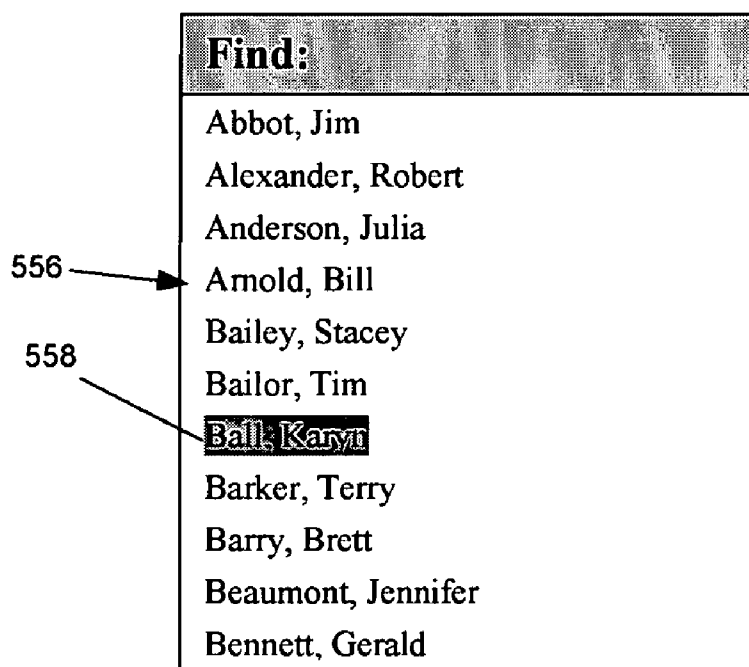 Find:
Abbot, Jim
Alexander, Robert
Anderson, Julia
556
Arnold, Bill
Bailey, Stacey
558
Bailor, Tim
Ball, Karyn
Barker, Terry
Barry, Brett
Beaumont, Jennifer
Bennett, Gerald